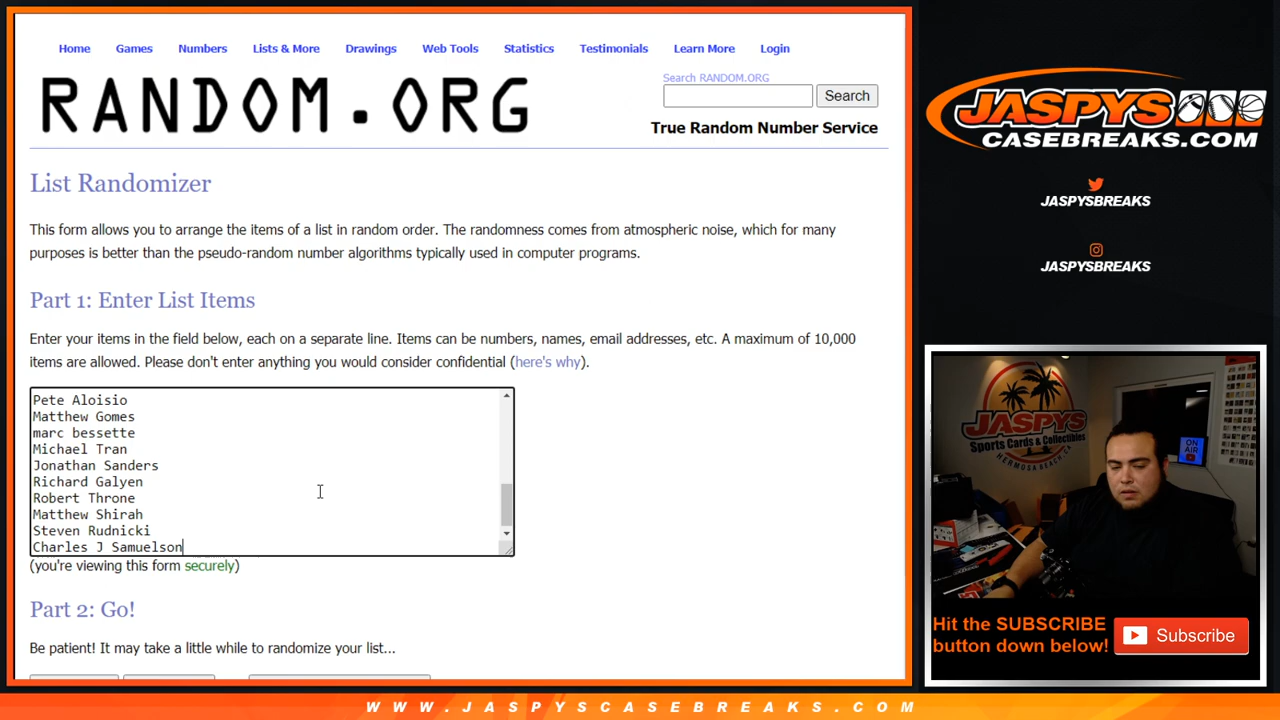 Home Games Numbers Lists & More Drawings Web Tools Statistics Testimonials Learn More Login
RANDOM.ORG
Search RANDOM.ORG
Search
True Random Number Service
List Randomizer
This form allows you to arrange the items of a list in random order. The randomness comes from atmospheric noise, which for many
purposes is better than the pseudo-random number algorithms typically used in computer programs.
Part 1: Enter List Items
Enter your items in the field below, each on a separate line. Items can be numbers, names, email addresses, etc. A maximum of 10,000
items are allowed. Please don't enter anything you would consider confidential (here's why).
Pete Aloisio
Matthew Gomes
marc bessette
Michael Tran
Jonathan Sanders
Richard Galyen
Robert Throne
Matthew Shirah
Steven Rudnicki
Charles J Samuelson
(you're viewing this form securely)
Part 2: Go!
Be patient! It may take a little while to randomize your list...
JASPYS
CASEBREAKS.COM
JASPYSBREAKS
JASPYSBREAKS
JASPYS
Sports Cards & Collectibles
HERMOSA BEACH, CA
ON
AIR
Hit the SUBSCRIBE
button down below!
Subscribe
WWW.JASPYSCASEBREAKS.COM